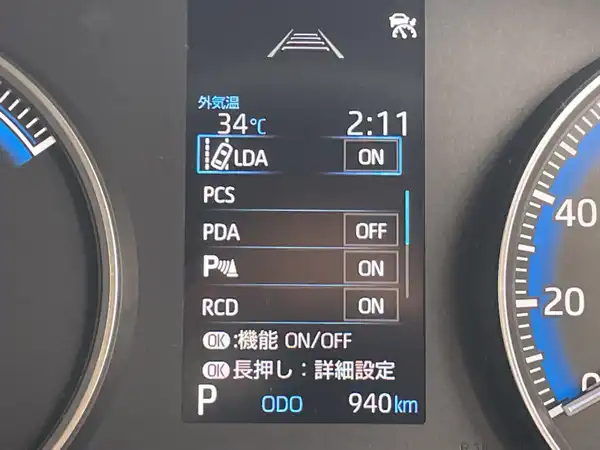 外気温
34℃ 2:11
LDA ON
PCS
PDA OFF
P ON
RCD ON
OK:機能 ON/OFF
OK長押し:詳細設定
P ODO 940km
40
20
0